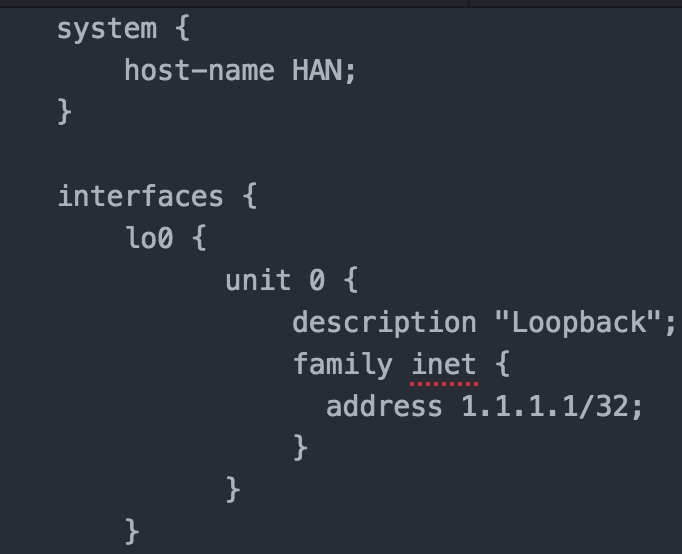 system {
host-name HAN;
}
interfaces {
lo0 {
unit 0 {
description "Loopback";
family inet {
address 1.1.1.1/32;
}
}
}